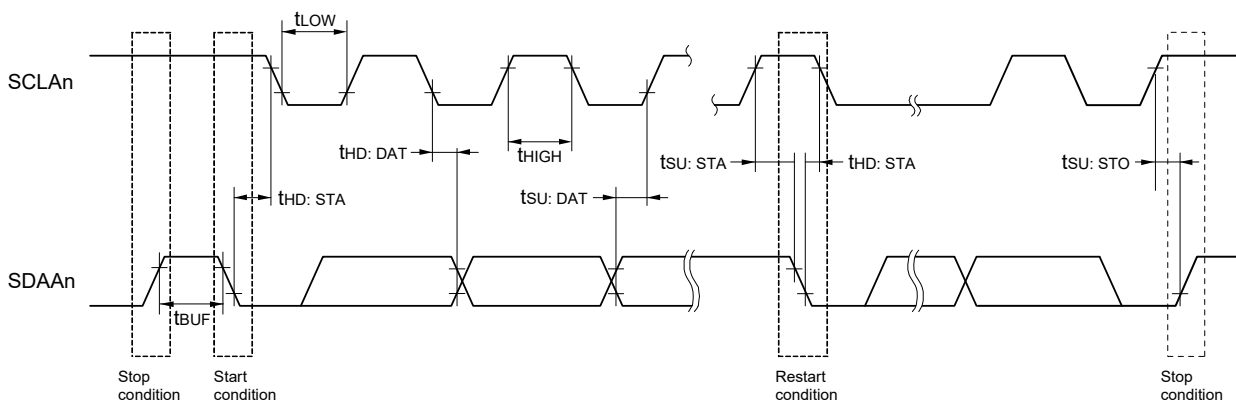 tLOW
SCLAn
tHD: DAT
tHIGH
tSU: STA
tHD: STA
tSU: STO
tHD: STA
tSU: DAT
SDAAn
tBUF
Stop
condition
Start
condition
Restart
condition
Stop
condition